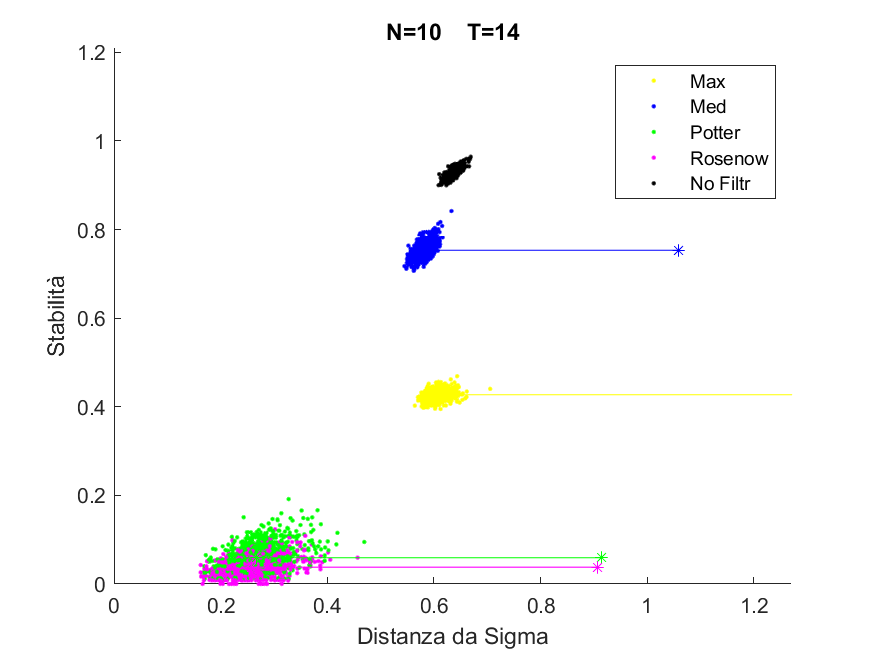 N=10 T=14
1.2
1
0.8
0.6
0.4
0.2
0
Stabilità
Max
Med
Potter
Rosenow
No Filtr
0 0.2 0.4 0.6 0.8 1 1.2
Distanza da Sigma